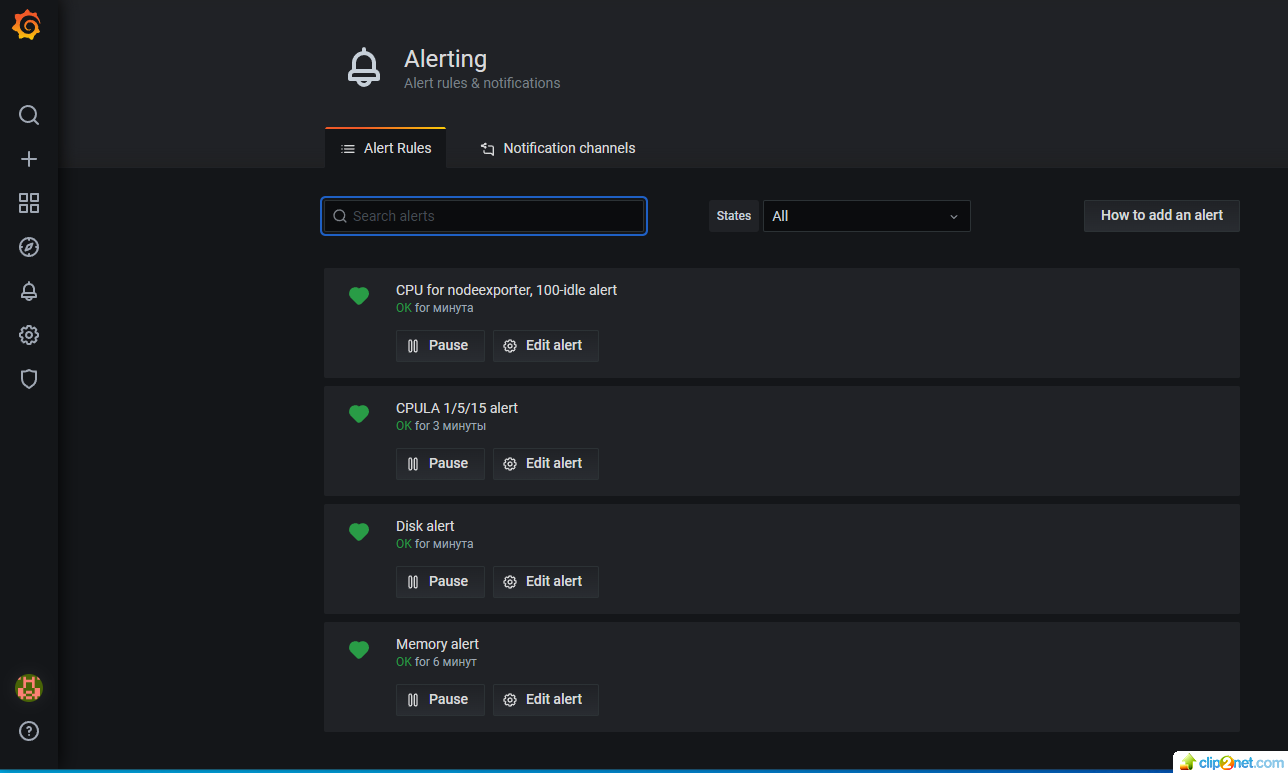 Alerting
Alert rules & notifications
Alert Rules
Notification channels
Search alerts
States
All
How to add an alert
CPU for nodeexporter, 100-idle alert
OK for минута
Pause
Edit alert
CPULA 1/5/15 alert
OK for 3 минуты
Pause
Edit alert
Disk alert
OK for минута
Pause
Edit alert
Memory alert
OK for 6 минут
Pause
Edit alert
clip2net.com